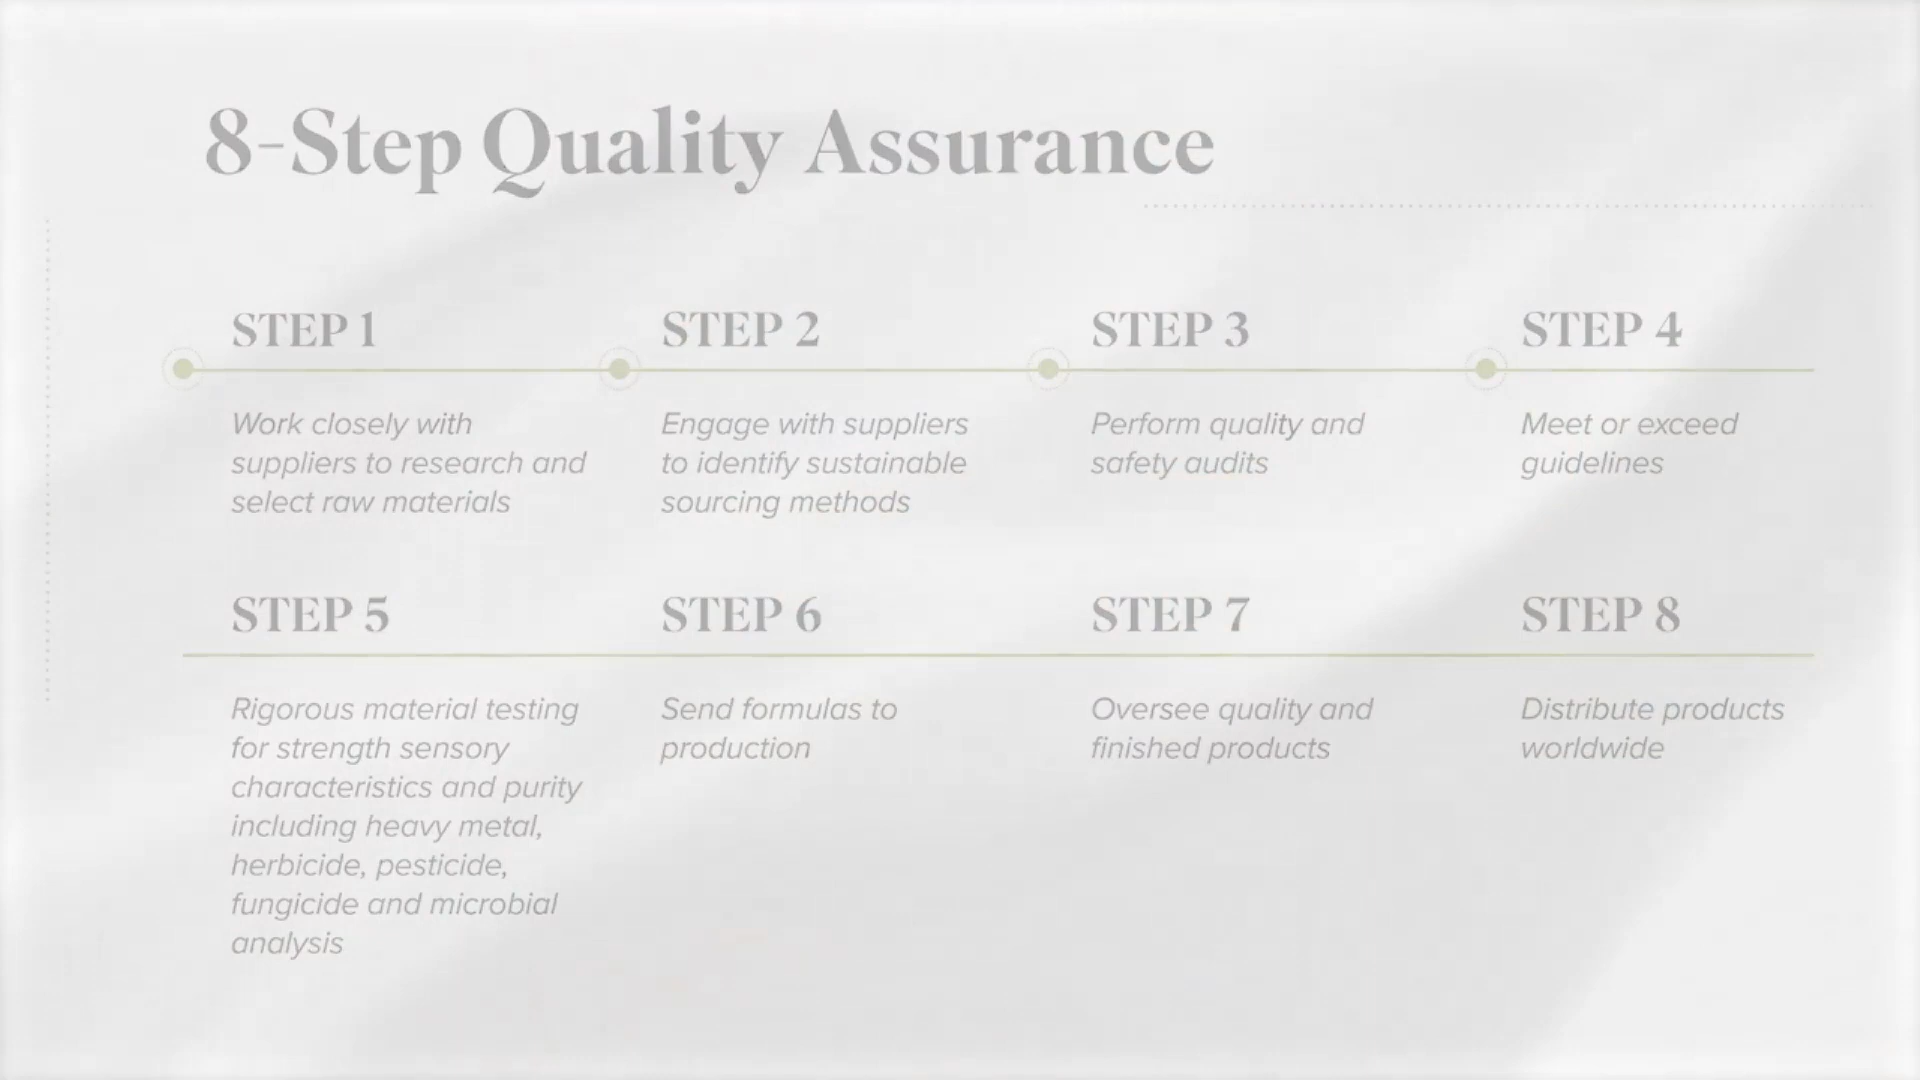 8-Step Quality Assurance
STEP 1
Work closely with
suppliers to research and
select raw materials
STEP 2
Engage with suppliers
to identify sustainable
sourcing methods
STEP 3
Perform quality and
safety audits
STEP 4
Meet or exceed
guidelines
STEP 5
Rigorous material testing
for strength sensory
characteristics and purity
including heavy metal,
herbicide, pesticide,
fungicide and microbial
analysis
STEP 6
Send formulas to
production
STEP 7
Oversee quality and
finished products
STEP 8
Distribute products
worldwide